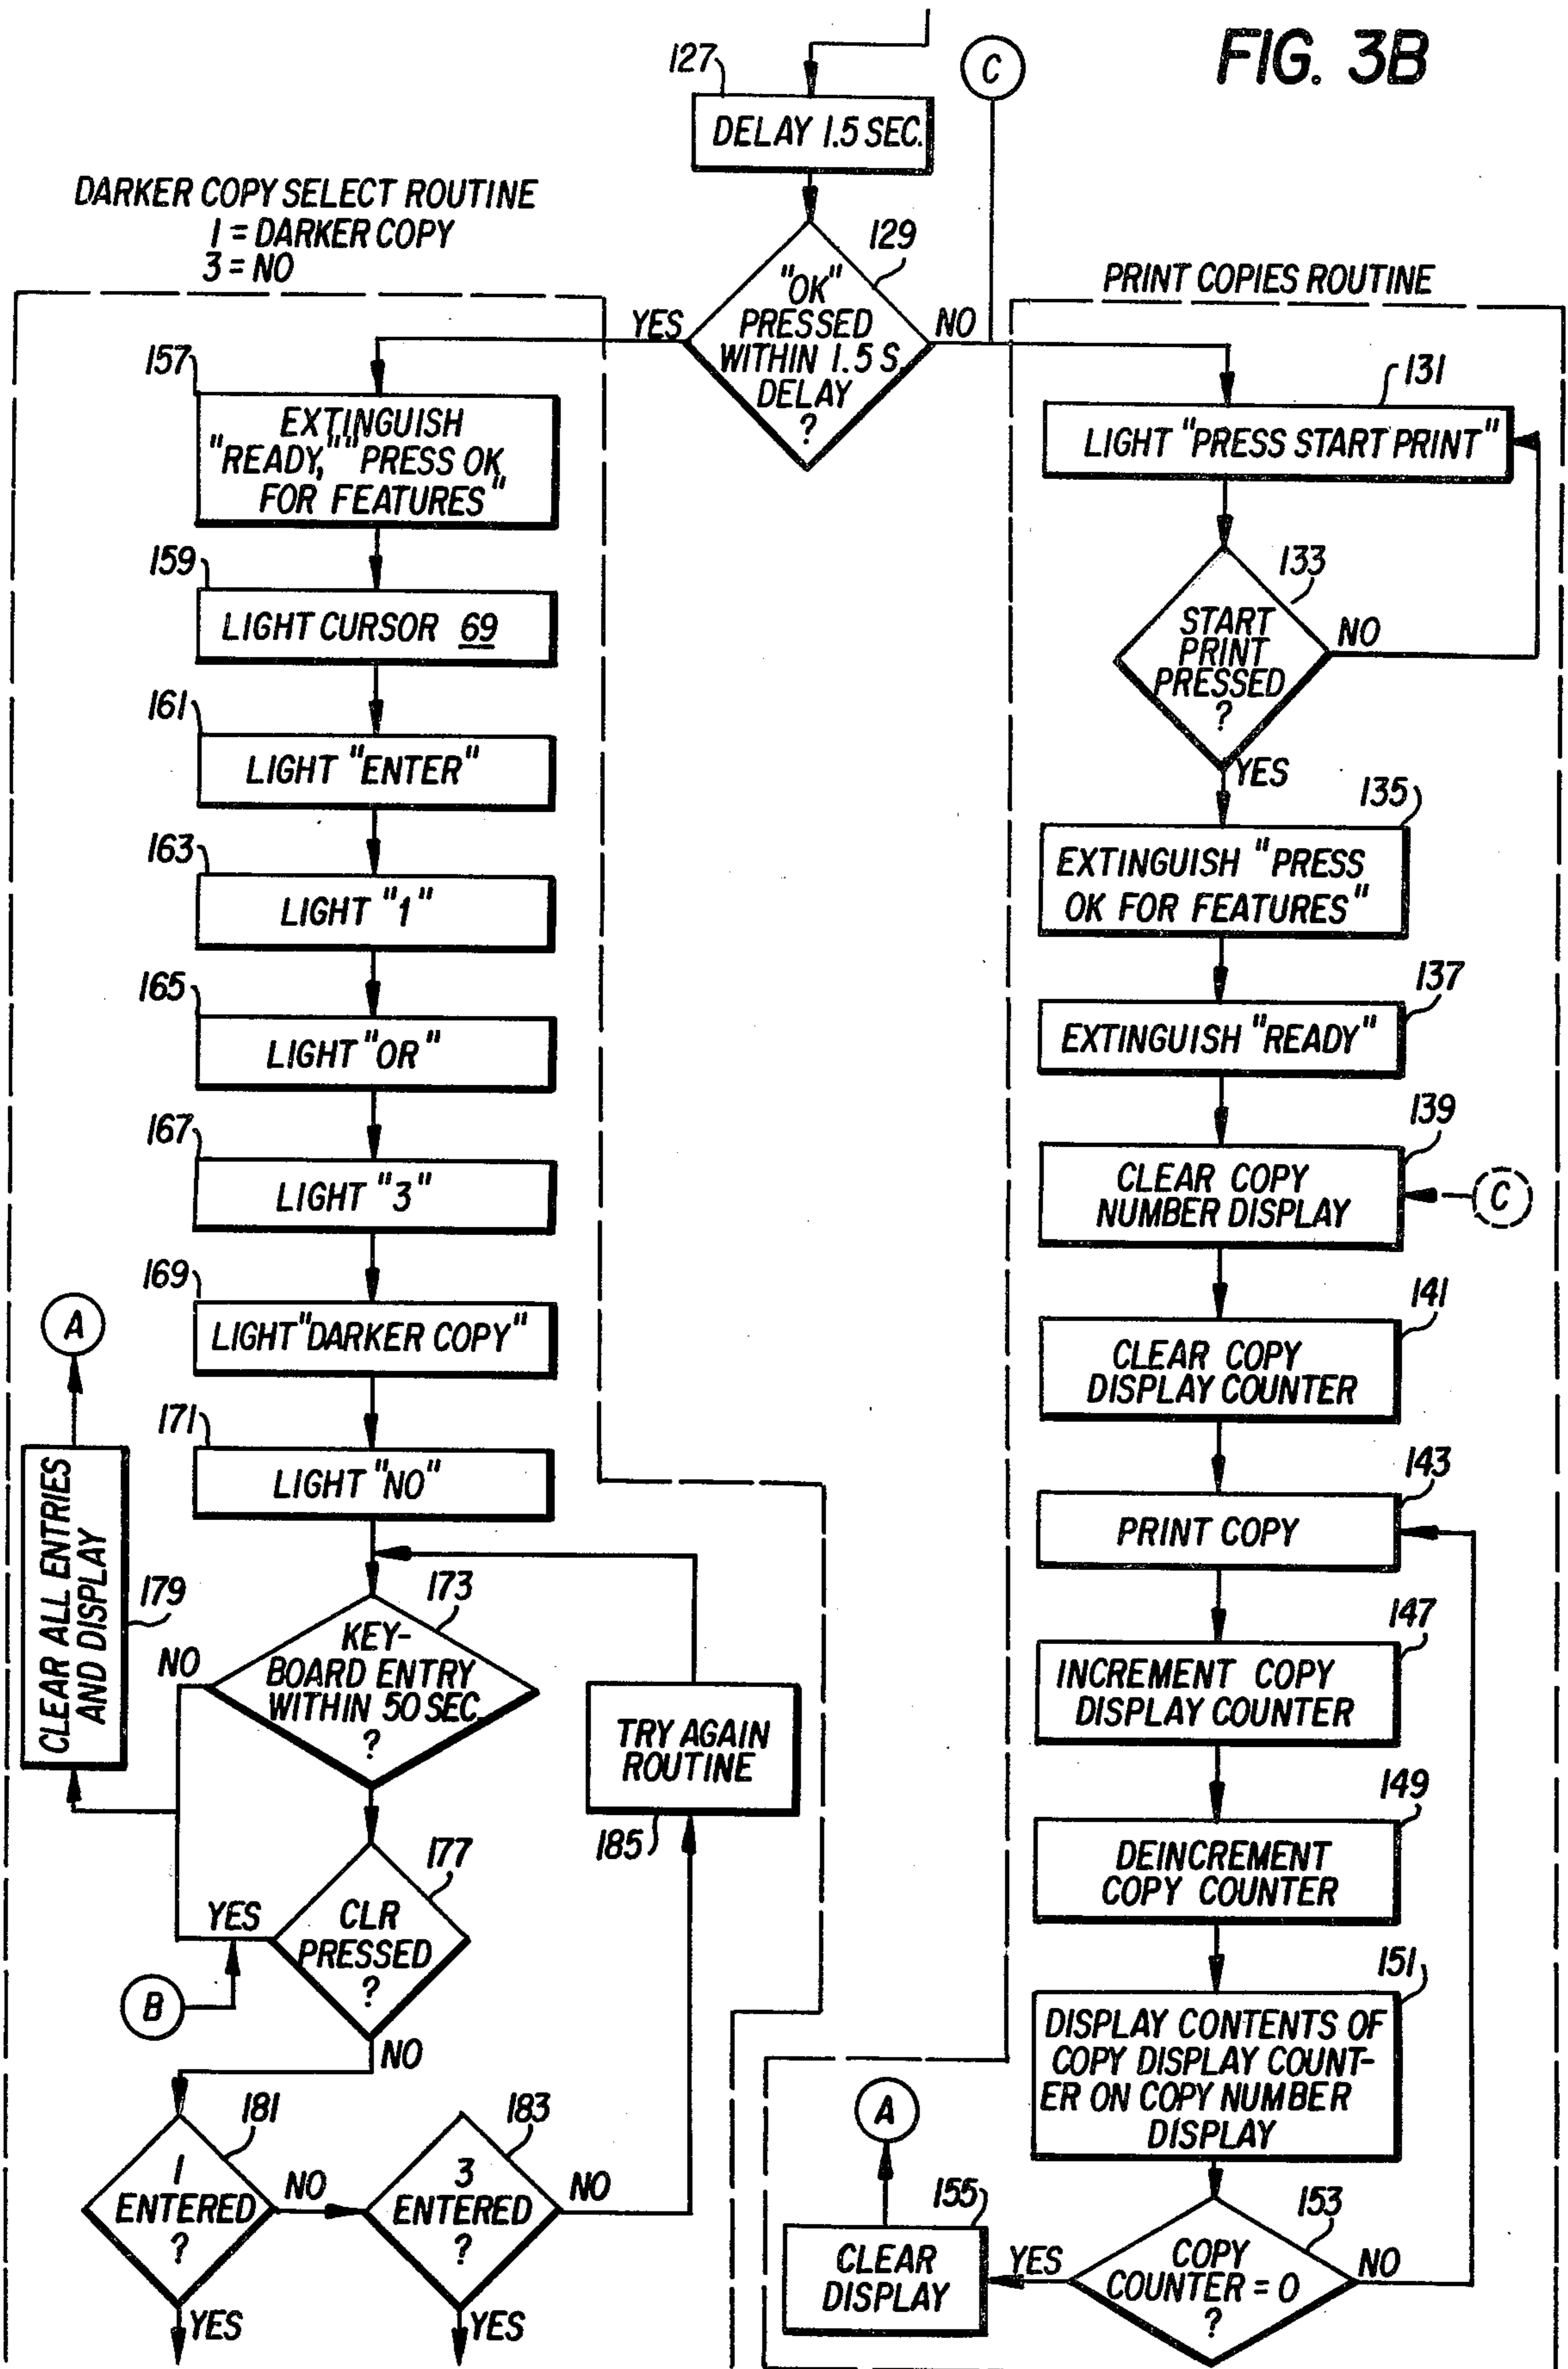 FIG. 3B
127
C
DELAY 1.5 SEC.
DARKER COPY SELECT ROUTINE
1 = DARKER COPY
3 = NO
129
"OK"
PRESSED
WITHIN 1.5 S.
DELAY
?
YES
NO
157
EXTINGUISH
"READY,""PRESS OK
FOR FEATURES"
159
LIGHT CURSOR 69
161
LIGHT "ENTER"
163
LIGHT "1"
165
LIGHT "OR"
167
LIGHT "3"
169
LIGHT "DARKER COPY"
171
LIGHT "NO"
A
CLEAR ALL ENTRIES
AND DISPLAY
179
173
KEY-
BOARD ENTRY
WITHIN 50 SEC.
?
NO
TRY AGAIN
ROUTINE
185
177
CLR
PRESSED
?
YES
B
NO
181
1
ENTERED
?
NO
YES
183
3
ENTERED
?
NO
YES
PRINT COPIES ROUTINE
131
LIGHT "PRESS START PRINT"
133
START
PRINT
PRESSED
?
NO
YES
135
EXTINGUISH "PRESS
OK FOR FEATURES"
137
EXTINGUISH "READY"
139
CLEAR COPY
NUMBER DISPLAY
C
141
CLEAR COPY
DISPLAY COUNTER
143
PRINT COPY
147
INCREMENT COPY
DISPLAY COUNTER
149
DEINCREMENT
COPY COUNTER
151
DISPLAY CONTENTS OF
COPY DISPLAY COUNT-
ER ON COPY NUMBER
DISPLAY
153
COPY
COUNTER = 0
?
NO
YES
155
CLEAR
DISPLAY
A